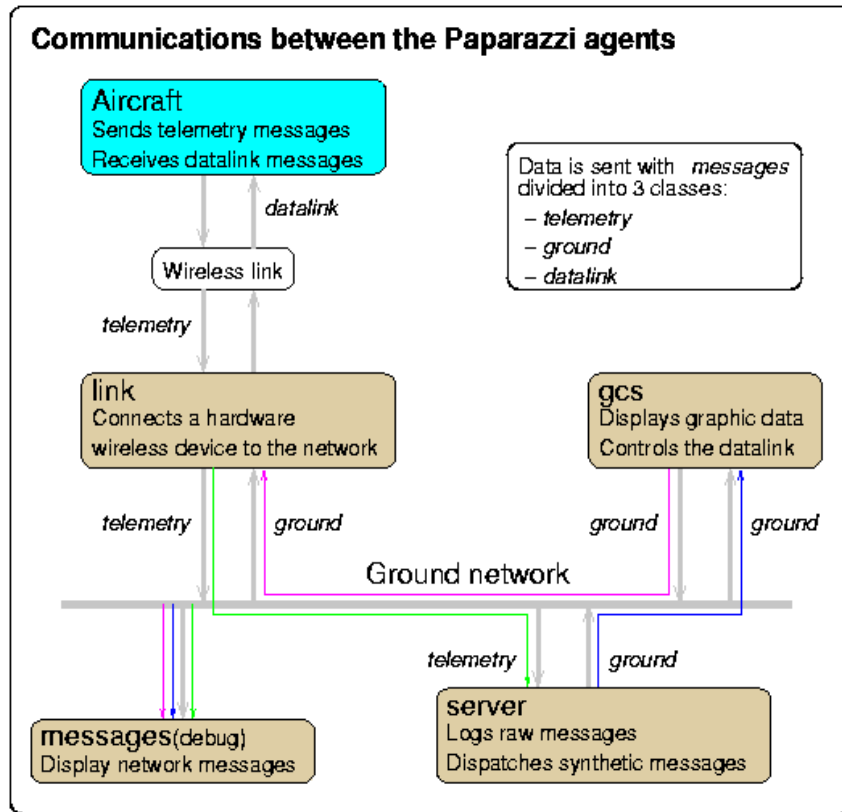 Communications between the Paparazzi agents
Aircraft
Sends telemetry messages
Receives datalink messages
Data is sent with messages
divided into 3 classes:
– telemetry
– ground
– datalink
datalink
Wireless link
telemetry
link
Connects a hardware
wireless device to the network
gcs
Displays graphic data
Controls the datalink
telemetry
ground
ground
ground
Ground network
telemetry
ground
messages(debug)
Display network messages
server
Logs raw messages
Dispatches synthetic messages